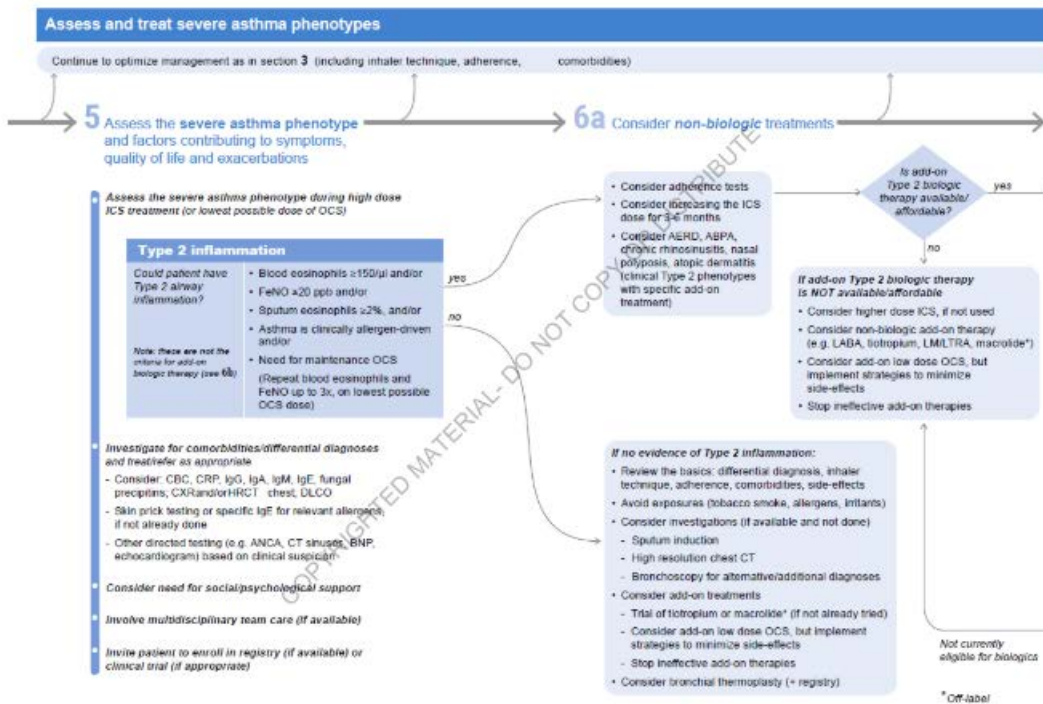 Assess and treat severe asthma phenotypes
Continue to optimize management as in section 3 (including inhaler technique, adherence, comorbidities)
5 Assess the severe asthma phenotype
and factors contributing to symptoms,
quality of life and exacerbations
Assess the severe asthma phenotype during high dose
ICS treatment (or lowest possible dose of OCS)
Type 2 inflammation
Could patient have
Type 2 airway
inflammation?
Note: these are not the
criteria for add-on
biologic therapy (see 6b)
• Blood eosinophils ≥150/µl and/or
• FeNO ≥20 ppb and/or
• Sputum eosinophils ≥2%, and/or
• Asthma is clinically allergen-driven
and/or
• Need for maintenance OCS
(Repeat blood eosinophils and
FeNO up to 3x, on lowest possible
OCS dose)
yes
no
Investigate for comorbidities/differential diagnoses
and treat/refer as appropriate
- Consider: CBC, CRP, IgG, IgA, IgM, IgE, fungal
precipitins; CXRand/orHRCT chest; DLCO
- Skin prick testing or specific IgE for relevant allergens,
if not already done
- Other directed testing (e.g. ANCA, CT sinuses, BNP,
echocardiogram) based on clinical suspicion
Consider need for social/psychological support
Involve multidisciplinary team care (if available)
Invite patient to enroll in registry (if available) or
clinical trial (if appropriate)
6a Consider non-biologic treatments
• Consider adherence tests
• Consider increasing the ICS
dose for 3-6 months
• Consider AERD, ABPA,
chronic rhinosinusitis, nasal
polyposis, atopic dermatitis
(clinical Type 2 phenotypes
with specific add-on
treatment)
Is add-on
Type 2 biologic
therapy available/
affordable?
yes
no
If add-on Type 2 biologic therapy
is NOT available/affordable
• Consider higher dose ICS, if not used
• Consider non-biologic add-on therapy
(e.g. LABA, tiotropium, LM/LTRA, macrolide*)
• Consider add-on low dose OCS, but
implement strategies to minimize
side-effects
• Stop ineffective add-on therapies
If no evidence of Type 2 inflammation:
• Review the basics: differential diagnosis, inhaler
technique, adherence, comorbidities, side-effects
• Avoid exposures (tobacco smoke, allergens, irritants)
• Consider investigations (if available and not done)
- Sputum induction
- High resolution chest CT
- Bronchoscopy for alternative/additional diagnoses
• Consider add-on treatments
- Trial of tiotropium or macrolide* (if not already tried)
- Consider add-on low dose OCS, but implement
strategies to minimize side-effects
- Stop ineffective add-on therapies
• Consider bronchial thermoplasty (+ registry)
Not currently
eligible for biologics
*Off-label
COPYRIGHTED MATERIAL- DO NOT COPY OR DISTRIBUTE